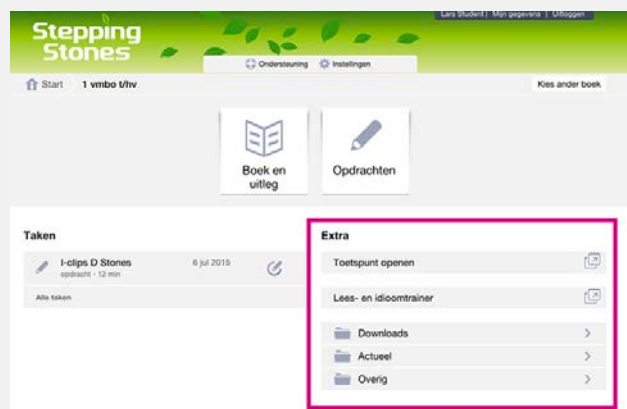 Stepping
Stones
Lars Student | Mijn gegevens | Uitloggen
Ondersteuning Instellingen
Start 1 vmbo t/hv
Kies ander boek
Boek en
uitleg
Opdrachten
Taken
I-clips D Stones 6 jul 2015
opdracht - 12 min
Alle taken
Extra
Toetspunt openen
Lees- en idioomtrainer
Downloads
Actueel
Overig